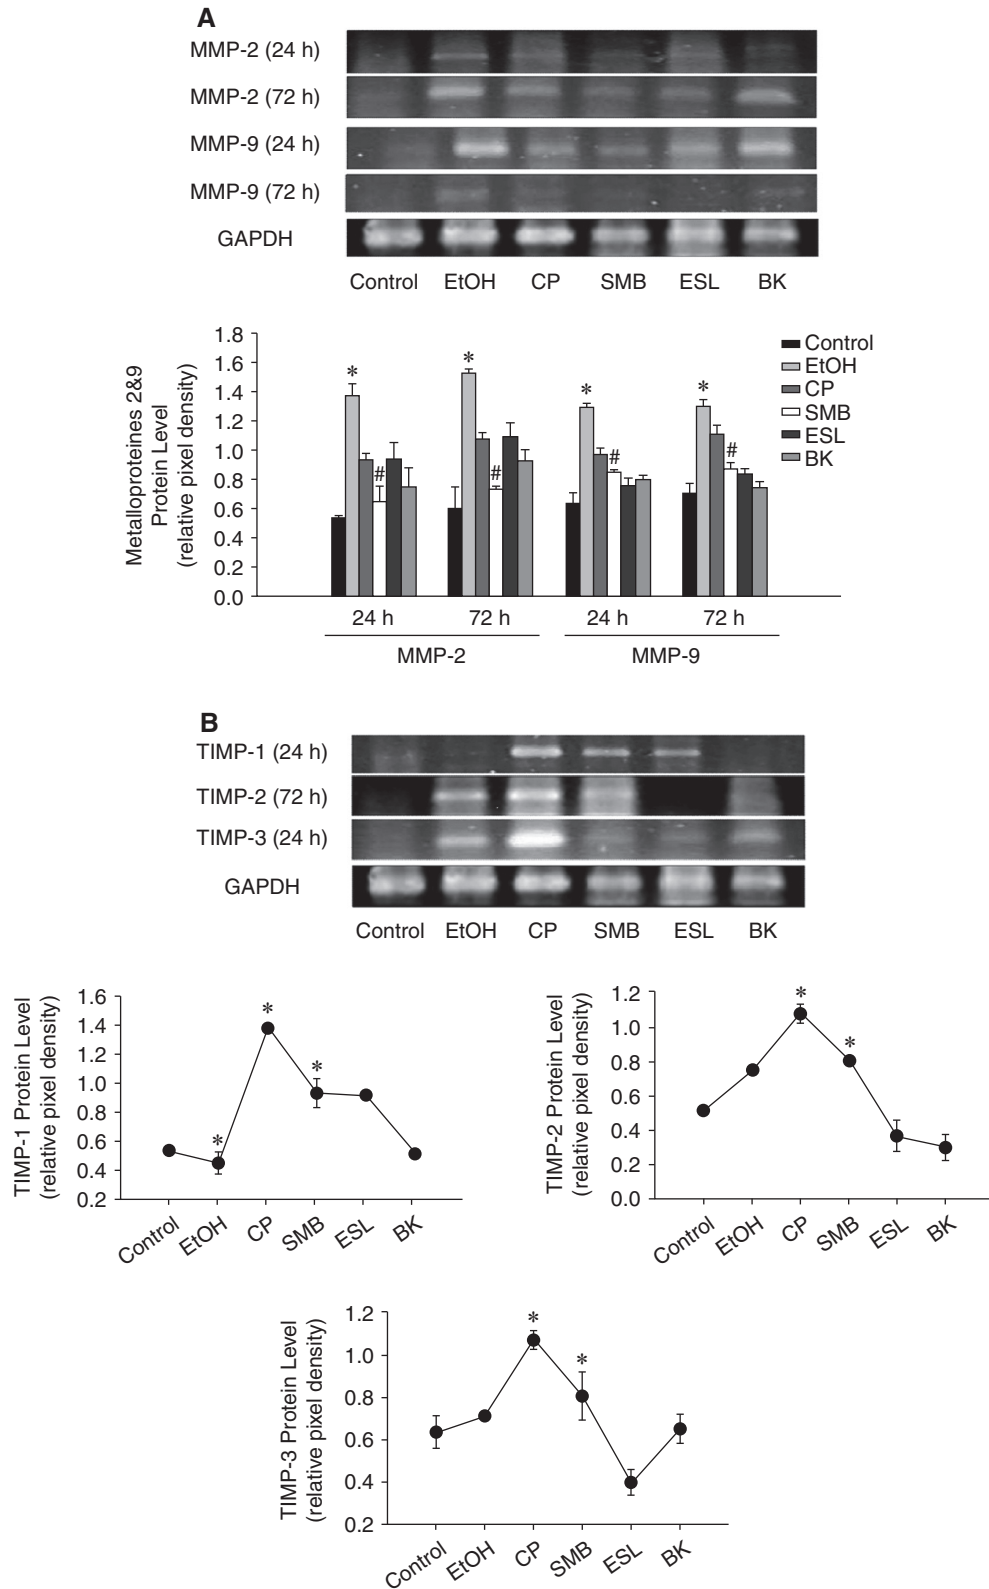 A
MMP-2 (24 h)
MMP-2 (72 h)
MMP-9 (24 h)
MMP-9 (72 h)
GAPDH
Control EtOH CP SMB ESL BK
Metalloproteines 2&9
Protein Level
(relative pixel density)
1.8
1.6
1.4
1.2
1.0
0.8
0.6
0.4
0.2
0.0
* * * *
# # # #
Control
EtOH
CP
SMB
ESL
BK
24 h 72 h 24 h 72 h
MMP-2 MMP-9
B
TIMP-1 (24 h)
TIMP-2 (72 h)
TIMP-3 (24 h)
GAPDH
Control EtOH CP SMB ESL BK
TIMP-1 Protein Level
(relative pixel density)
1.6
1.4
1.2
1.0
0.8
0.6
0.4
0.2
* * *
Control EtOH CP SMB ESL BK
TIMP-2 Protein Level
(relative pixel density)
1.2
1.0
0.8
0.6
0.4
0.2
0.0
* *
Control EtOH CP SMB ESL BK
TIMP-3 Protein Level
(relative pixel density)
1.2
1.0
0.8
0.6
0.4
0.2
* *
Control EtOH CP SMB ESL BK